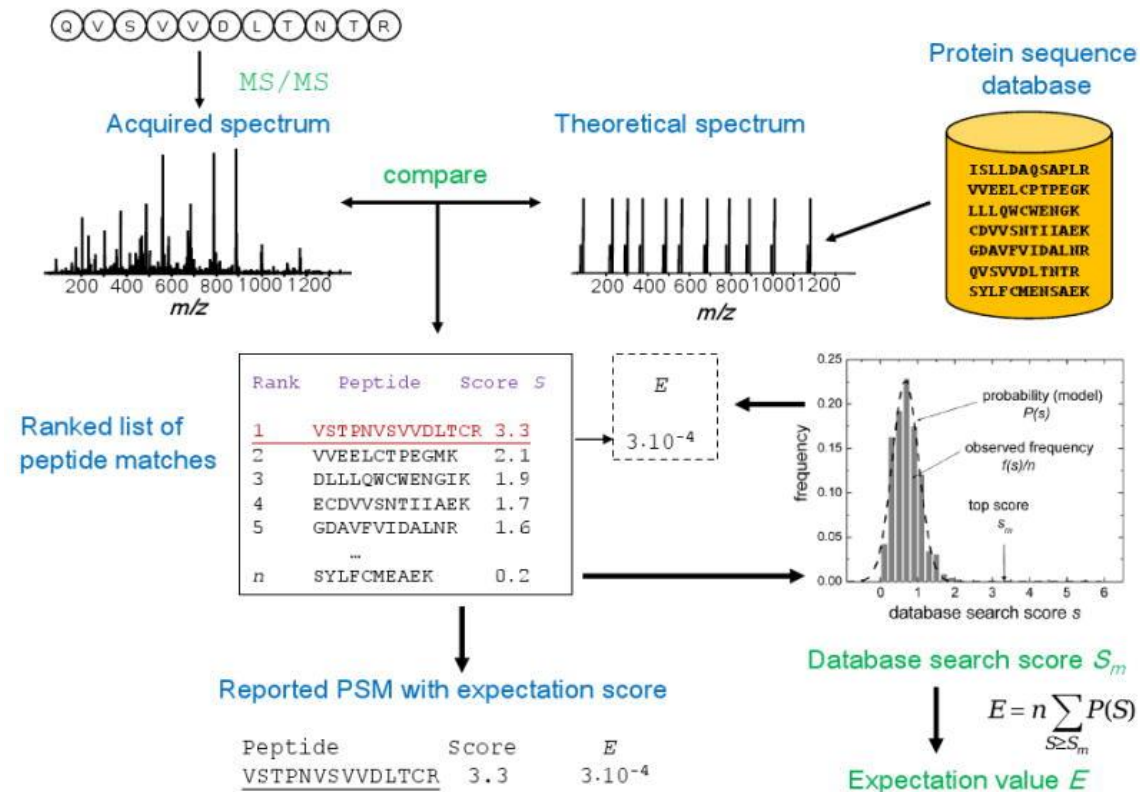 QVSVVDLTNTR
MS/MS
Acquired spectrum
200 400 600 800 1000 1200
m/z
compare
Theoretical spectrum
200 400 600 800 1000 1200
m/z
Protein sequence
database
ISLLDAQSAPLR
VVEELCPTPEGK
LLLQWCWENGK
CDVVSNTIIAEK
GDAVFVIDALNR
QVSVVDLTNTR
SYLFCMENSAEK
Ranked list of
peptide matches
Rank Peptide Score S
1 VSTPNVSVVDLTCR 3.3
2 VVEELCTPEGMK 2.1
3 DLLLQWCWENGIK 1.9
4 ECDVVSNTIIAEK 1.7
5 GDAVFVIDALNR 1.6
…
n SYLFCMEAEK 0.2
E
3.10⁻⁴
0.25
0.20
0.15
0.10
0.05
0.00
frequency
probability (model)
P(s)
observed frequency
f(s)/n
top score
sₘ
0 1 2 3 4 5 6
database search score s
Database search score Sₘ
E = n ∑ P(S)
S≥Sₘ
Expectation value E
Reported PSM with expectation score
Peptide Score E
VSTPNVSVVDLTCR 3.3 3.10⁻⁴